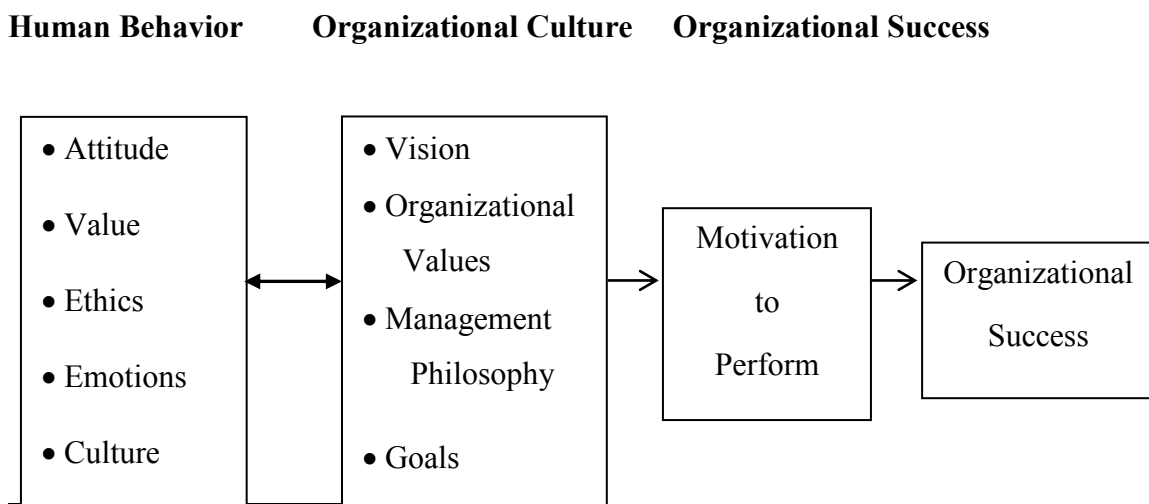 Human Behavior Organizational Culture Organizational Success
• Attitude
• Value
• Ethics
• Emotions
• Culture
• Vision
• Organizational
Values
• Management
Philosophy
• Goals
Motivation
to
Perform
Organizational
Success